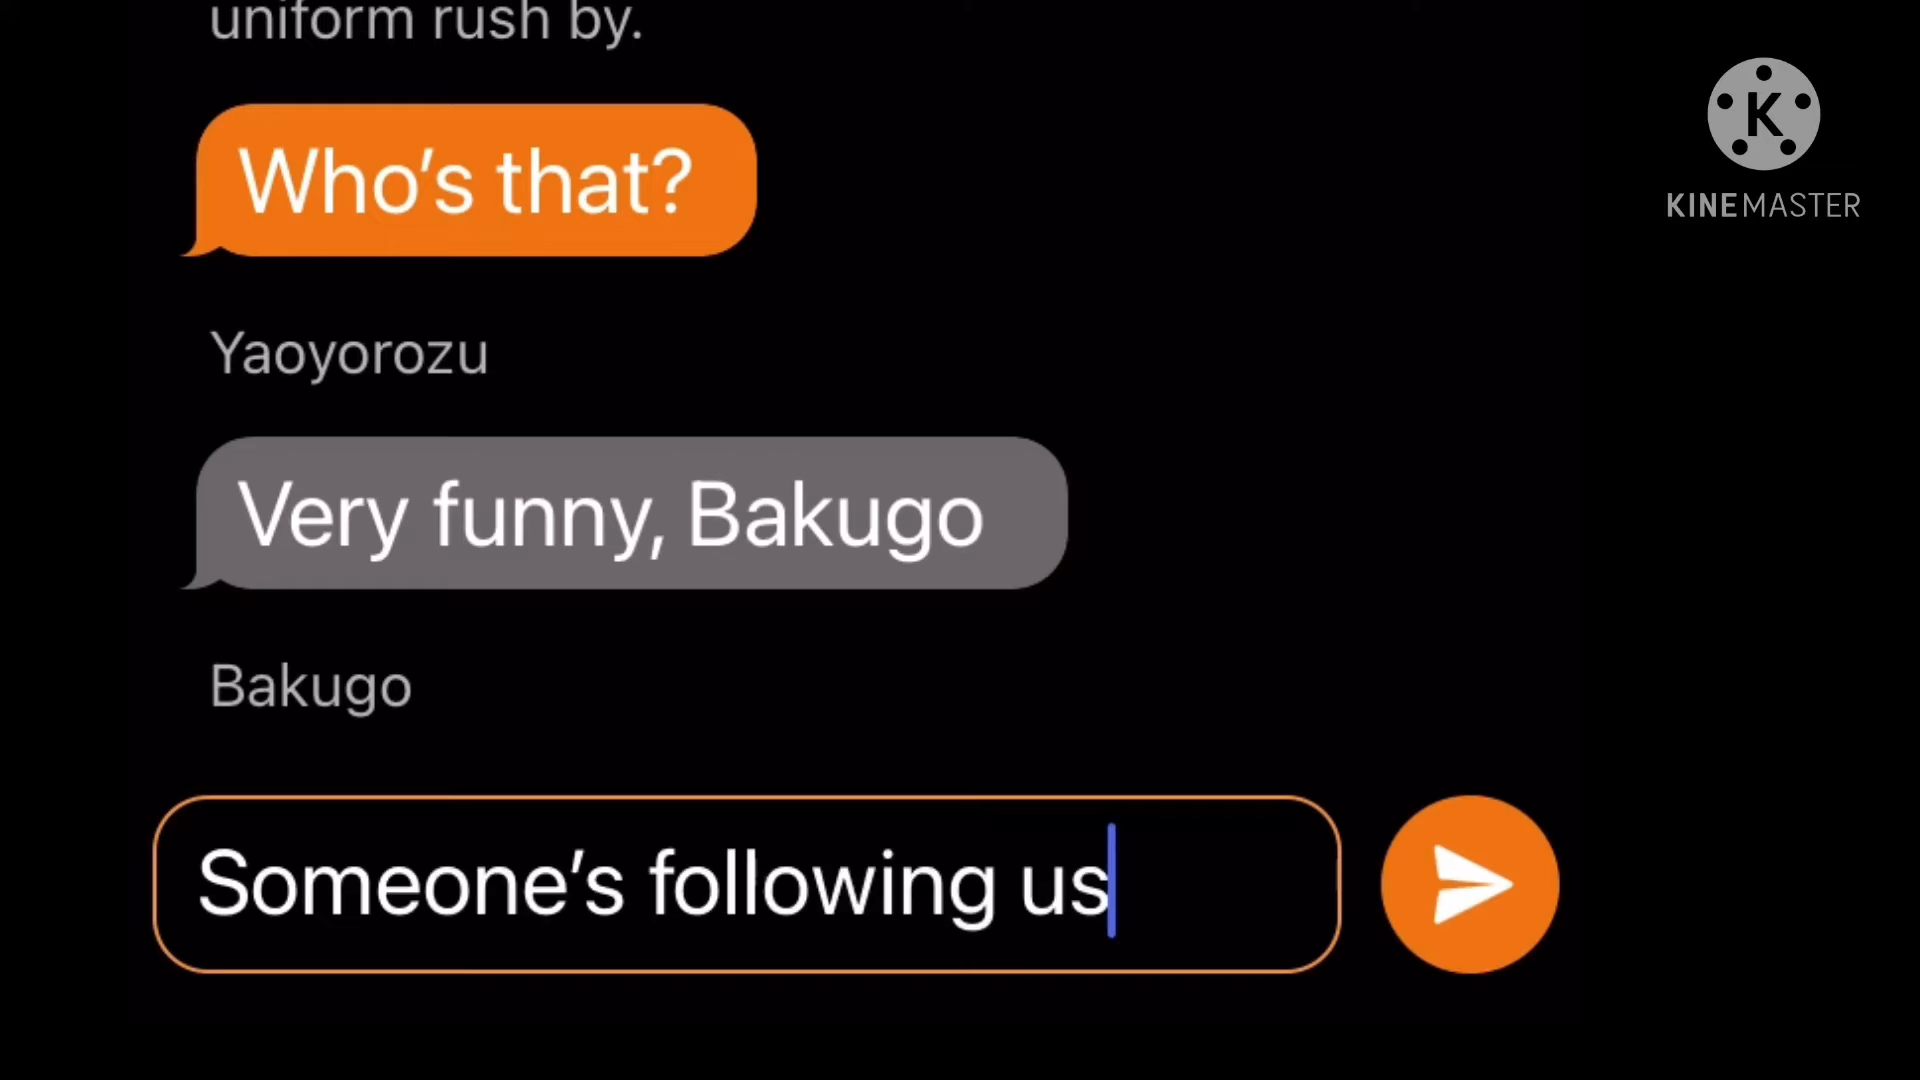 uniform rush by.
Who's that?
Yaoyorozu
Very funny, Bakugo
Bakugo
Someone's following us
K
KINEMASTER